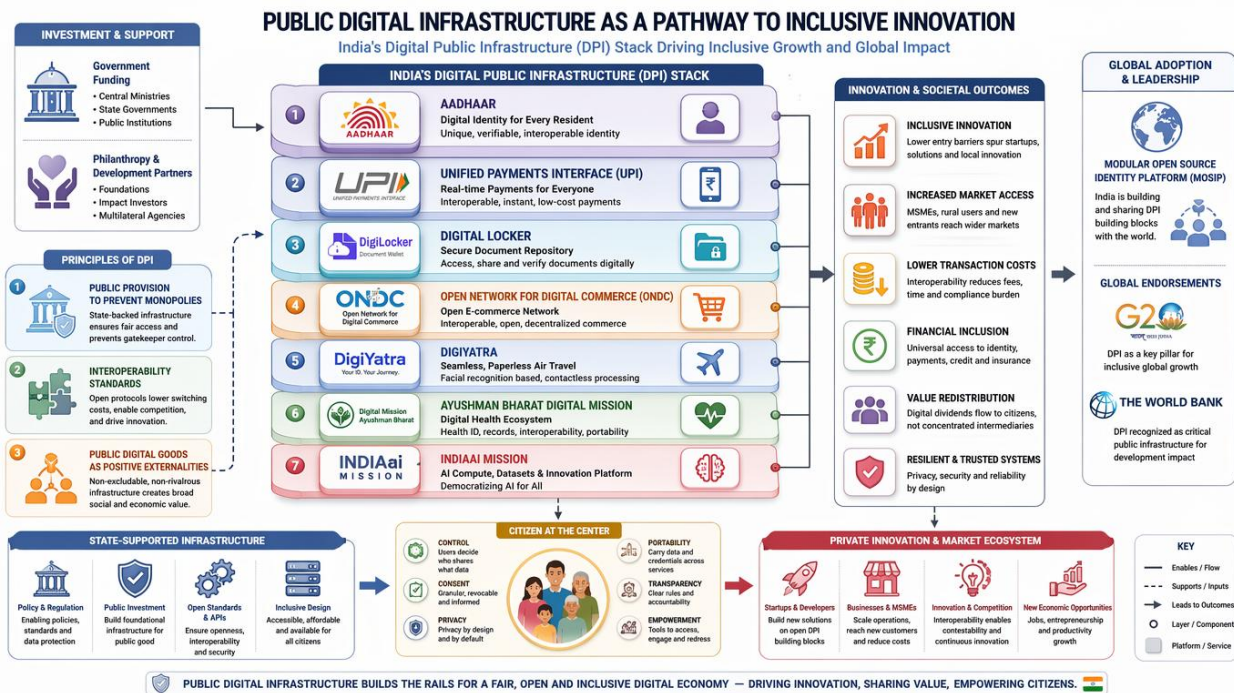 PUBLIC DIGITAL INFRASTRUCTURE AS A PATHWAY TO INCLUSIVE INNOVATION
India's Digital Public Infrastructure (DPI) Stack Driving Inclusive Growth and Global Impact
INVESTMENT & SUPPORT
Government
Funding
• Central Ministries
• State Governments
• Public Institutions
Philanthropy &
Development Partners
• Foundations
• Impact Investors
• Multilateral Agencies
PRINCIPLES OF DPI
1
PUBLIC PROVISION
TO PREVENT MONOPOLIES
State-backed infrastructure
ensures fair access and
prevents gatekeeper control.
2
INTEROPERABILITY
STANDARDS
Open protocols lower switching
costs, enable competition,
and drive innovation.
3
PUBLIC DIGITAL GOODS
AS POSITIVE EXTERNALITIES
Non-excludable, non-rivalrous
infrastructure creates broad
social and economic value.
INDIA'S DIGITAL PUBLIC INFRASTRUCTURE (DPI) STACK
1
AADHAAR
AADHAAR
Digital Identity for Every Resident
Unique, verifiable, interoperable identity
2
UPI
UNIFIED PAYMENTS INTERFACE
UNIFIED PAYMENTS INTERFACE (UPI)
Real-time Payments for Everyone
Interoperable, instant, low-cost payments
₹
3
DigiLocker
Document Wallet
DIGITAL LOCKER
Secure Document Repository
Access, share and verify documents digitally
4
ONDC
Open Network for
Digital Commerce
OPEN NETWORK FOR DIGITAL COMMERCE (ONDC)
Open E-commerce Network
Interoperable, open, decentralized commerce
5
DigiYatra
Your ID. Your Journey.
DIGIYATRA
Seamless, Paperless Air Travel
Facial recognition based, contactless processing
6
Digital Mission
Ayushman Bharat
AYUSHMAN BHARAT DIGITAL MISSION
Digital Health Ecosystem
Health ID, records, interoperability, portability
7
INDIAai
MISSION
INDIAAI MISSION
AI Compute, Datasets & Innovation Platform
Democratizing AI for All
INNOVATION & SOCIETAL OUTCOMES
INCLUSIVE INNOVATION
Lower entry barriers spur startups,
solutions and local innovation
INCREASED MARKET ACCESS
MSMEs, rural users and new
entrants reach wider markets
LOWER TRANSACTION COSTS
Interoperability reduces fees,
time and compliance burden
₹
FINANCIAL INCLUSION
Universal access to identity,
payments, credit and insurance
VALUE REDISTRIBUTION
Digital dividends flow to citizens,
not concentrated intermediaries
RESILIENT & TRUSTED SYSTEMS
Privacy, security and reliability
by design
GLOBAL ADOPTION
& LEADERSHIP
MODULAR OPEN SOURCE
IDENTITY PLATFORM (MOSIP)
India is building
and sharing DPI
building blocks
with the world.
GLOBAL ENDORSEMENTS
G20
DPI as a key pillar for
inclusive global growth
THE WORLD BANK
DPI recognized as critical
public infrastructure for
development impact
STATE-SUPPORTED INFRASTRUCTURE
Policy & Regulation
Enabling policies,
standards and
data protection
Public Investment
Build foundational
infrastructure for
public good
Open Standards
& APIs
Ensure openness,
interoperability
and security
Inclusive Design
Accessible, affordable
and available for
all citizens
CITIZEN AT THE CENTER
CONTROL
Users decide
who shares
what data
CONSENT
Granular, revocable
and informed
PRIVACY
Privacy by design
and by default
PORTABILITY
Carry data and
credentials across
services
TRANSPARENCY
Clear rules and
accountability
EMPOWERMENT
Tools to access,
engage and redress
PRIVATE INNOVATION & MARKET ECOSYSTEM
Startups & Developers
Build new solutions
on open DPI
building blocks
Businesses & MSMEs
Scale operations,
reach new customers
and reduce costs
Innovation & Competition
Interoperability enables
contestability and
continuous innovation
New Economic Opportunities
Jobs, entrepreneurship
and productivity
growth
KEY
Enables / Flow
Supports / Inputs
Leads to Outcomes
Layer / Component
Platform / Service
PUBLIC DIGITAL INFRASTRUCTURE BUILDS THE RAILS FOR A FAIR, OPEN AND INCLUSIVE DIGITAL ECONOMY — DRIVING INNOVATION, SHARING VALUE, EMPOWERING CITIZENS.